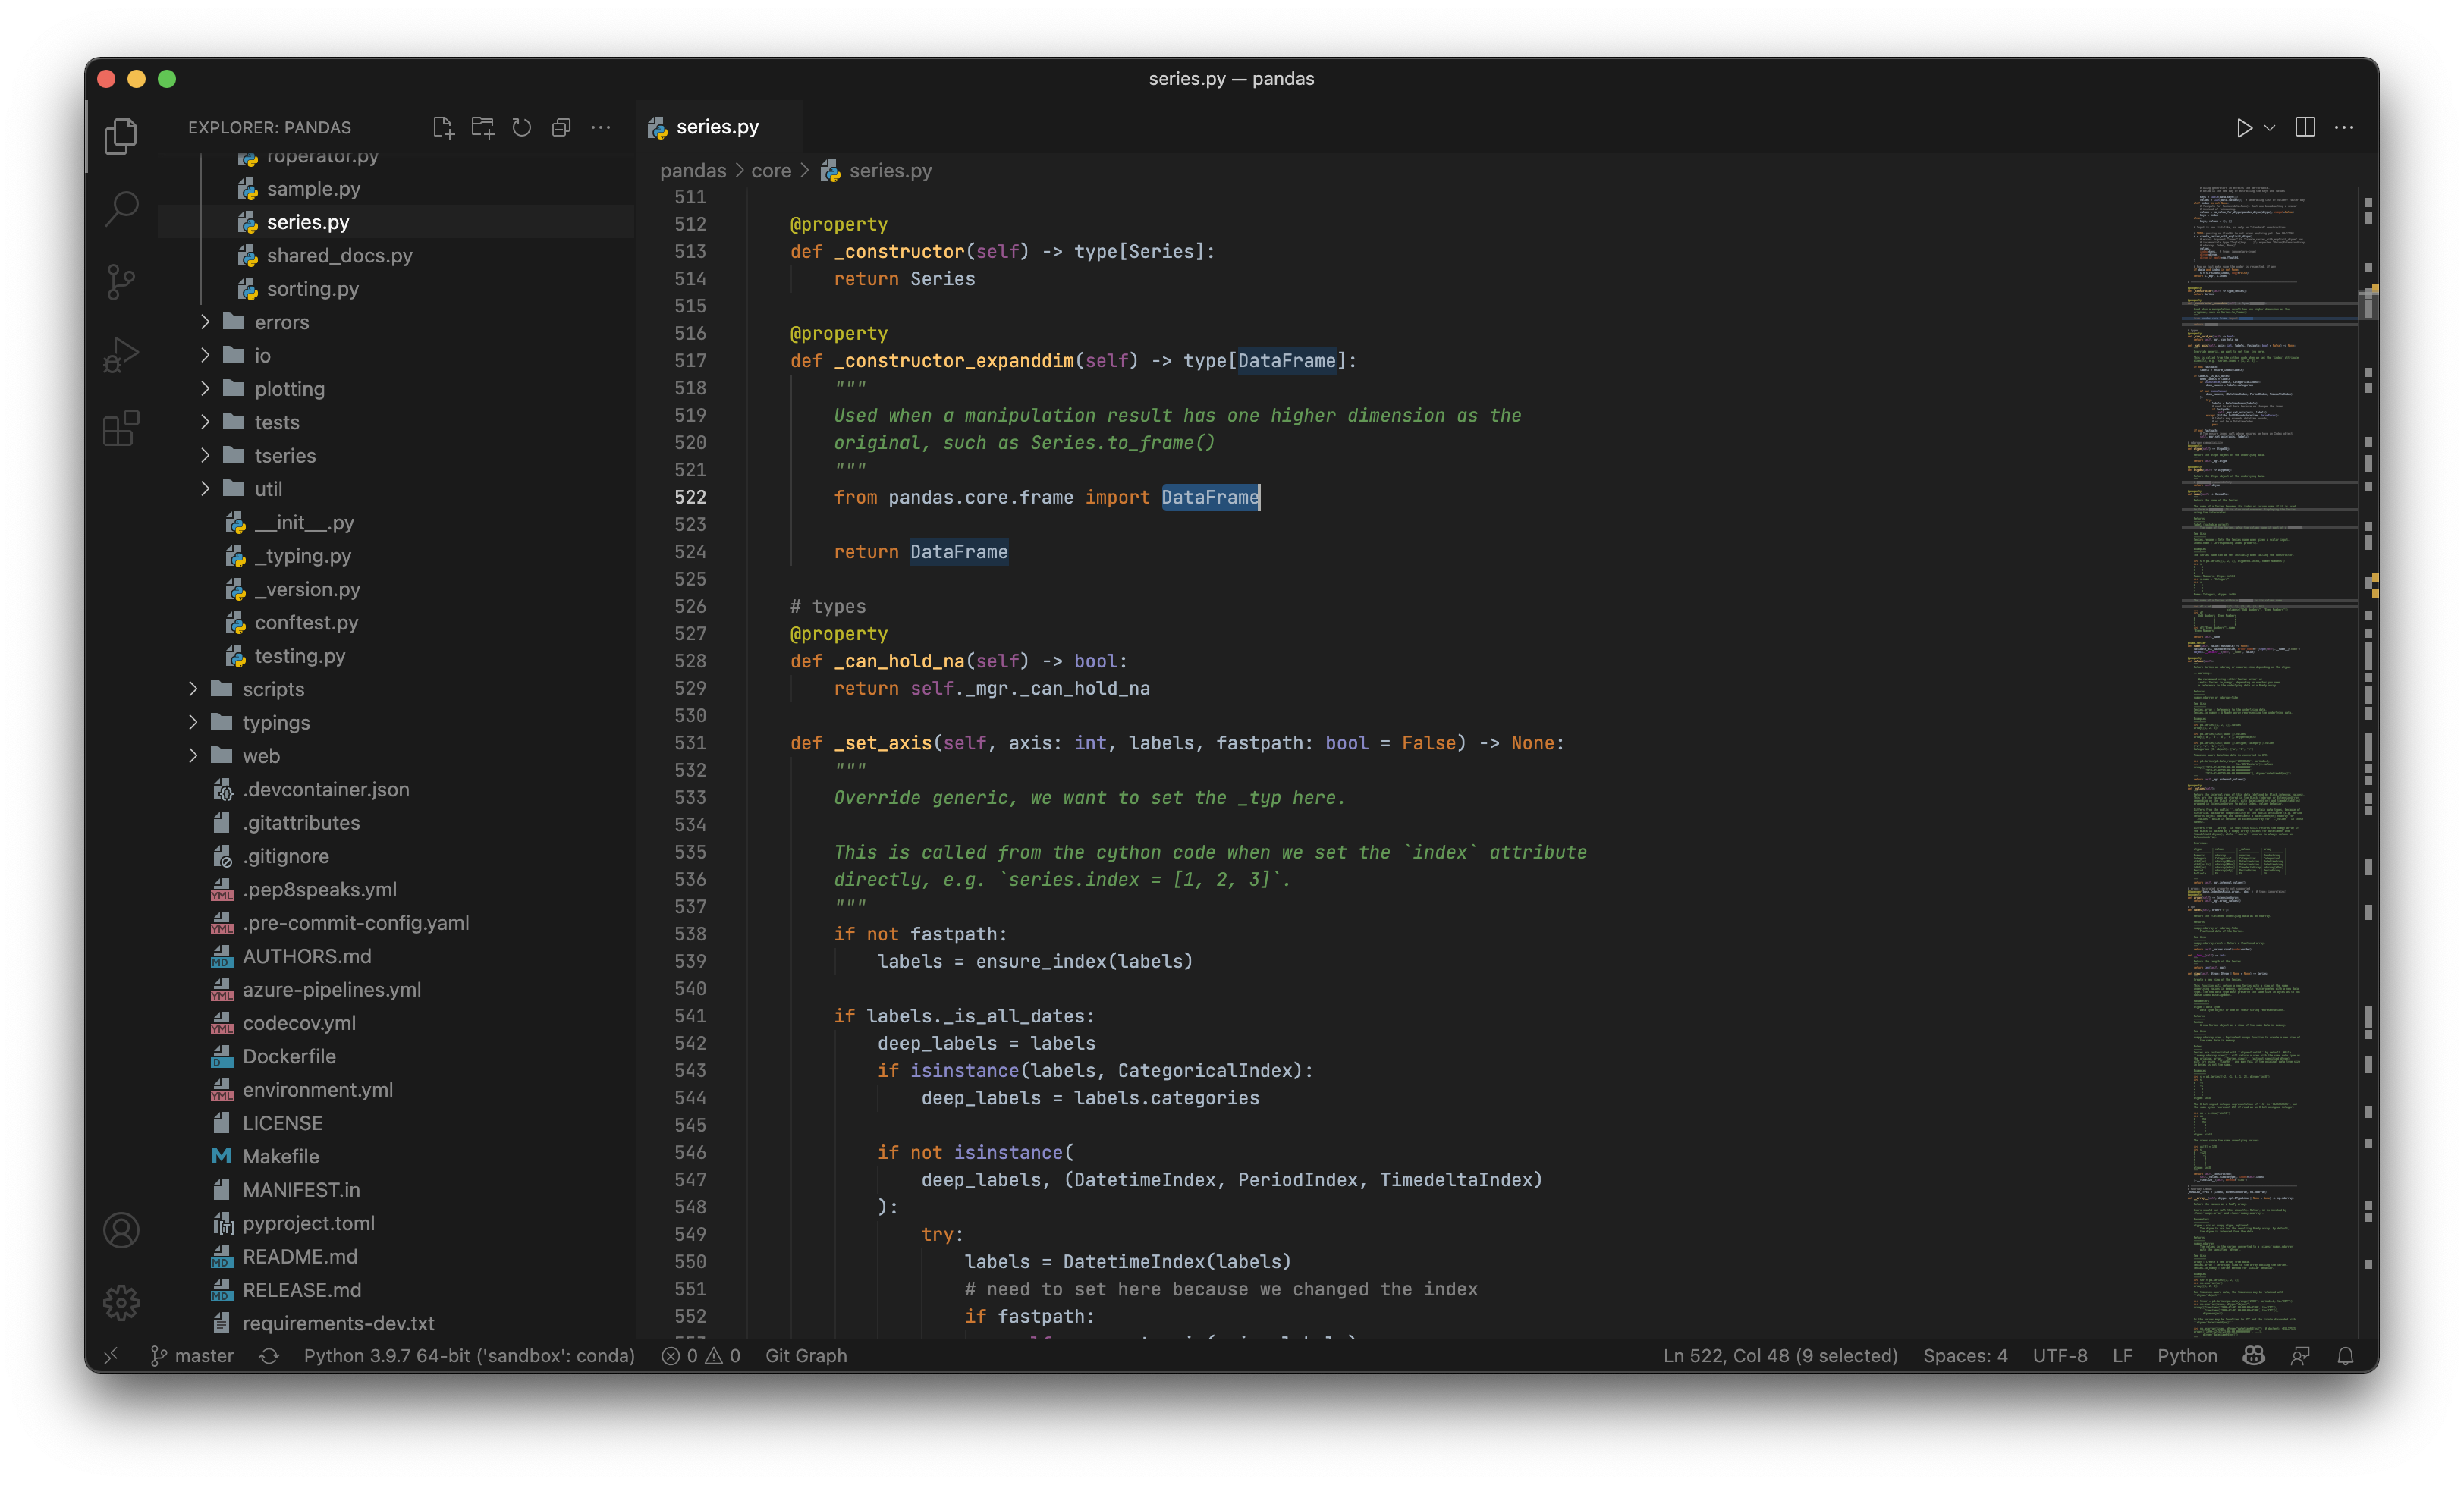 series.py — pandas
EXPLORER: PANDAS
roperator.py
sample.py
series.py
shared_docs.py
sorting.py
errors
io
plotting
tests
tseries
util
__init__.py
_typing.py
_version.py
conftest.py
testing.py
scripts
typings
web
.devcontainer.json
.gitattributes
.gitignore
.pep8speaks.yml
.pre-commit-config.yaml
AUTHORS.md
azure-pipelines.yml
codecov.yml
Dockerfile
environment.yml
LICENSE
Makefile
MANIFEST.in
pyproject.toml
README.md
RELEASE.md
requirements-dev.txt
series.py
pandas > core > series.py
511
512 @property
513 def _constructor(self) -> type[Series]:
514 return Series
515
516 @property
517 def _constructor_expanddim(self) -> type[DataFrame]:
518 """
519 Used when a manipulation result has one higher dimension as the
520 original, such as Series.to_frame()
521 """
522 from pandas.core.frame import DataFrame
523
524 return DataFrame
525
526 # types
527 @property
528 def _can_hold_na(self) -> bool:
529 return self._mgr._can_hold_na
530
531 def _set_axis(self, axis: int, labels, fastpath: bool = False) -> None:
532 """
533 Override generic, we want to set the _typ here.
534
535 This is called from the cython code when we set the `index` attribute
536 directly, e.g. `series.index = [1, 2, 3]`.
537 """
538 if not fastpath:
539 labels = ensure_index(labels)
540
541 if labels._is_all_dates:
542 deep_labels = labels
543 if isinstance(labels, CategoricalIndex):
544 deep_labels = labels.categories
545
546 if not isinstance(
547 deep_labels, (DatetimeIndex, PeriodIndex, TimedeltaIndex)
548 ):
549 try:
550 labels = DatetimeIndex(labels)
551 # need to set here because we changed the index
552 if fastpath:
master Python 3.9.7 64-bit ('sandbox': conda) 0 0 Git Graph Ln 522, Col 48 (9 selected) Spaces: 4 UTF-8 LF Python